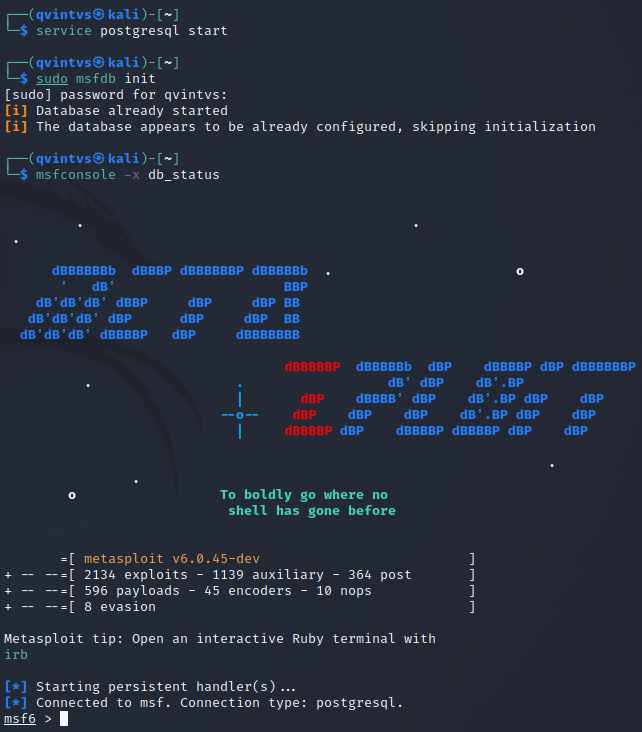 ┌──(qvintvs㉿kali)-[~]
└─$ service postgresql start

┌──(qvintvs㉿kali)-[~]
└─$ sudo msfdb init
[sudo] password for qvintvs:
[i] Database already started
[i] The database appears to be already configured, skipping initialization

┌──(qvintvs㉿kali)-[~]
└─$ msfconsole -x db_status

         .                                         .
 .

      dBBBBBBb  dBBBP dBBBBBBP dBBBBBb  .                       o
       '   dB'                     BBP
    dB'dB'dB' dBBP     dBP     dBP BB
   dB'dB'dB' dBP      dBP     dBP  BB
  dB'dB'dB' dBBBBP   dBP     dBBBBBBB

                                   dBBBBBP  dBBBBBb  dBP    dBBBBP dBP dBBBBBBP
          .                  .                  dB' dBP    dB'.BP
                             |       dBP    dBBBB' dBP    dB'.BP dBP    dBP
                           --o--    dBP    dBP    dBP    dB'.BP dBP    dBP
                             |     dBBBBP dBP    dBBBBP dBBBBP dBP    dBP

                                                                    .
                .
        o                  To boldly go where no
                            shell has gone before

       =[ metasploit v6.0.45-dev                          ]
+ -- --=[ 2134 exploits - 1139 auxiliary - 364 post       ]
+ -- --=[ 596 payloads - 45 encoders - 10 nops            ]
+ -- --=[ 8 evasion                                       ]

Metasploit tip: Open an interactive Ruby terminal with
irb

[*] Starting persistent handler(s)...
[*] Connected to msf. Connection type: postgresql.
msf6 >